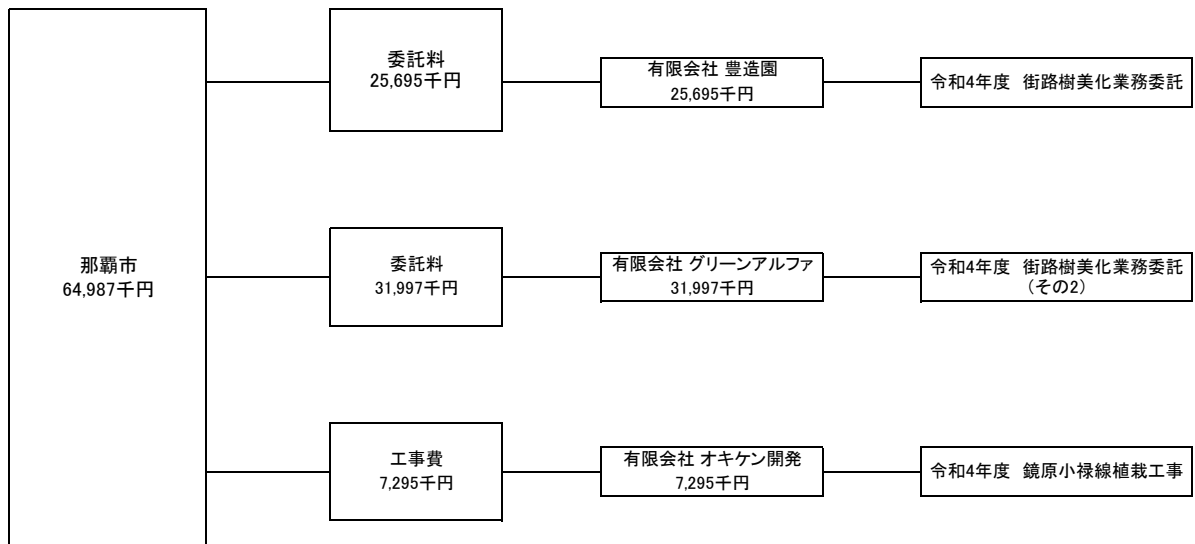 那覇市
64,987千円
委託料
25,695千円
有限会社 豊造園
25,695千円
令和4年度 街路樹美化業務委託
委託料
31,997千円
有限会社 グリーンアルファ
31,997千円
令和4年度 街路樹美化業務委託
（その2）
工事費
7,295千円
有限会社 オキケン開発
7,295千円
令和4年度 鏡原小禄線植栽工事